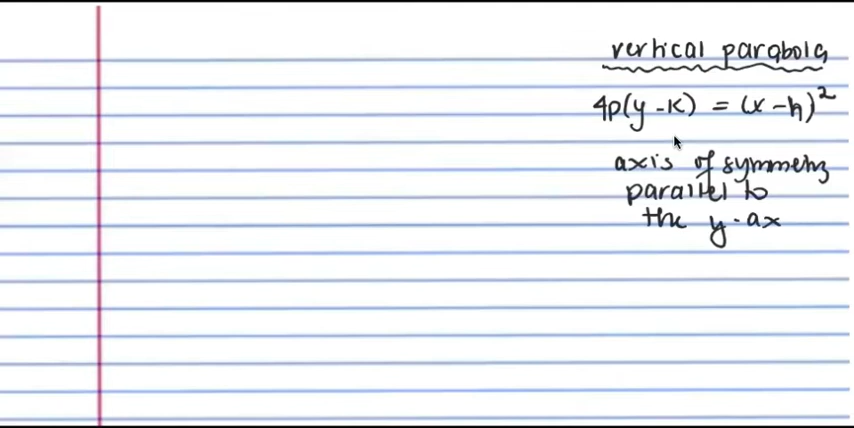 vertical parabola
4p(y-k) = (x-h)²
axis of symmetry
parallel to
the y-ax